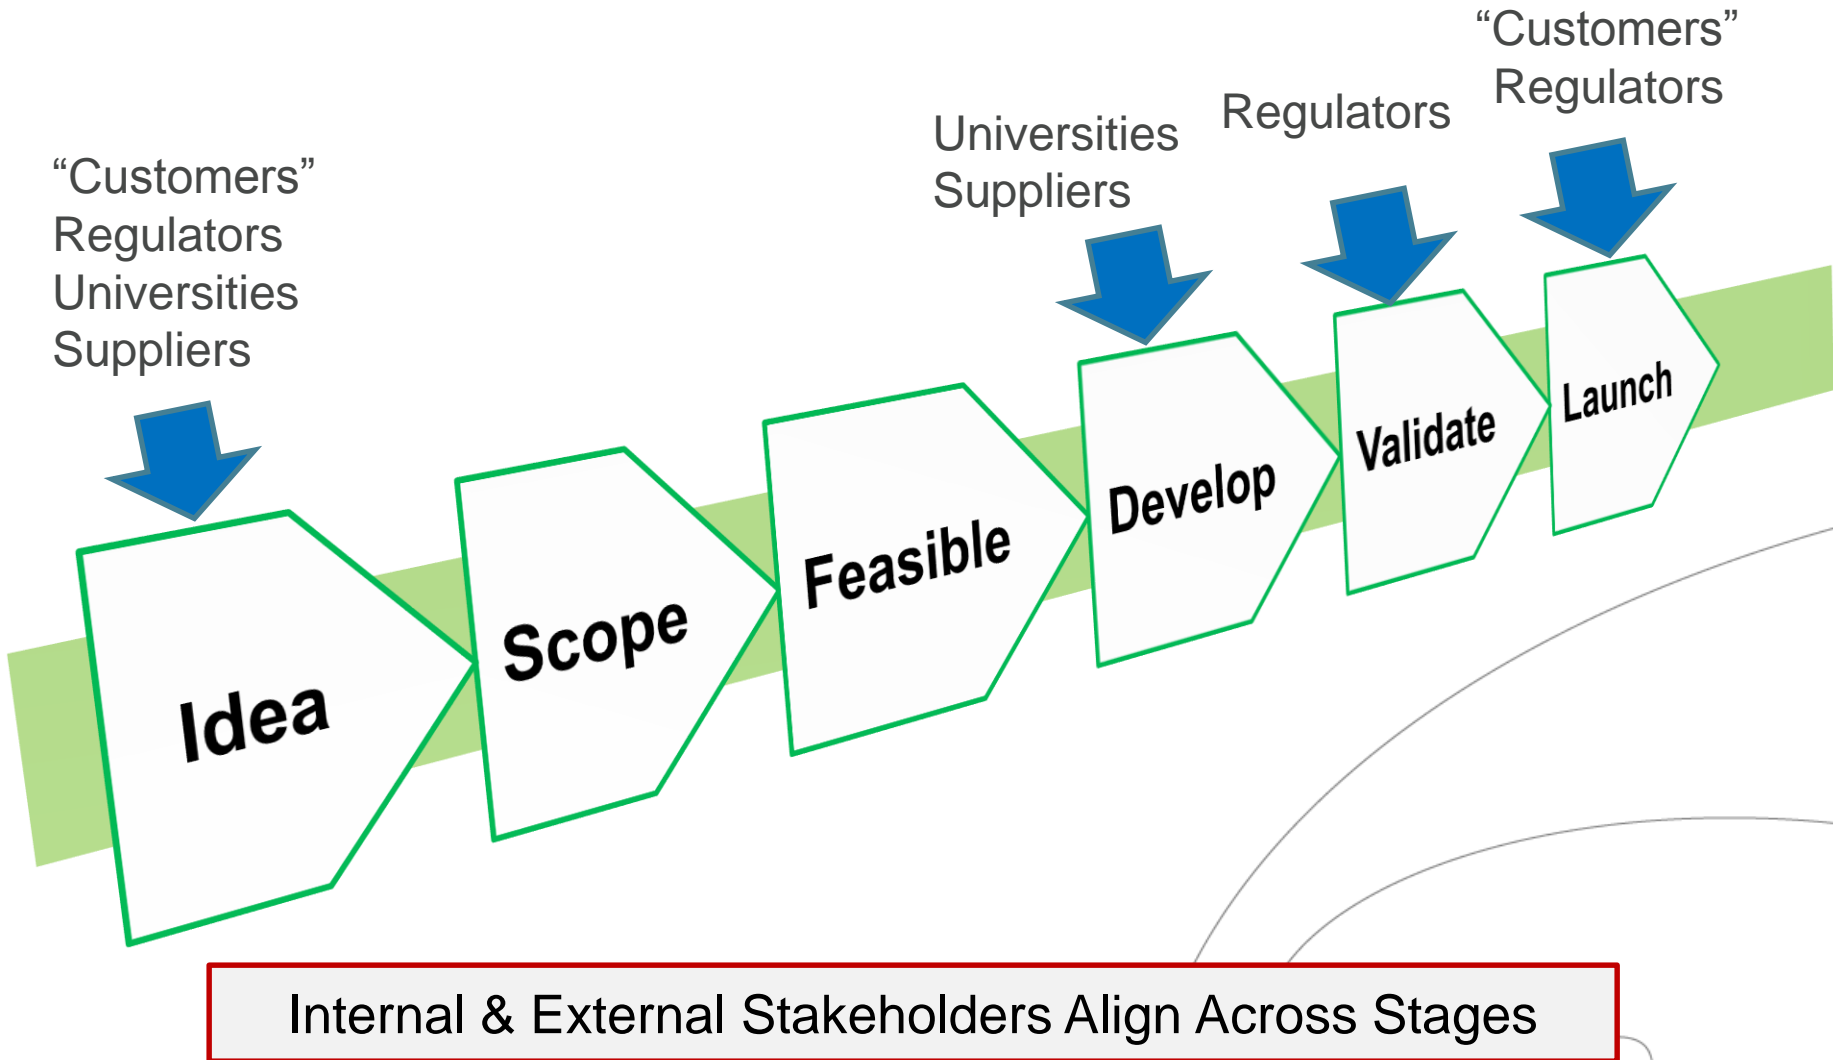 “Customers”
Regulators
Universities
Suppliers
Universities
Suppliers
Regulators
“Customers”
Regulators
Idea
Scope
Feasible
Develop
Validate
Launch
Internal & External Stakeholders Align Across Stages